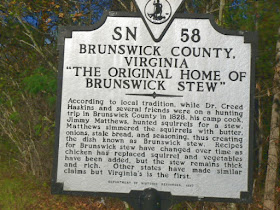 SN 58
BRUNSWICK COUNTY,
VIRGINIA
"THE ORIGINAL HOME OF
BRUNSWICK STEW"
According to local tradition, while Dr. Creed
Haskins and several friends were on a hunting
trip in Brunswick County in 1828, his camp cook,
Jimmy Matthews, hunted squirrels for a stew.
Matthews simmered the squirrels with butter,
onions, stale bread, and seasoning, thus creating
the dish known as Brunswick stew. Recipes
for Brunswick stew have changed over time as
chicken has replaced squirrel and vegetables
have been added, but the stew remains thick
and rich. Other states have made similar
claims but Virginia's is the first.
DEPARTMENT OF HISTORIC RESOURCES,